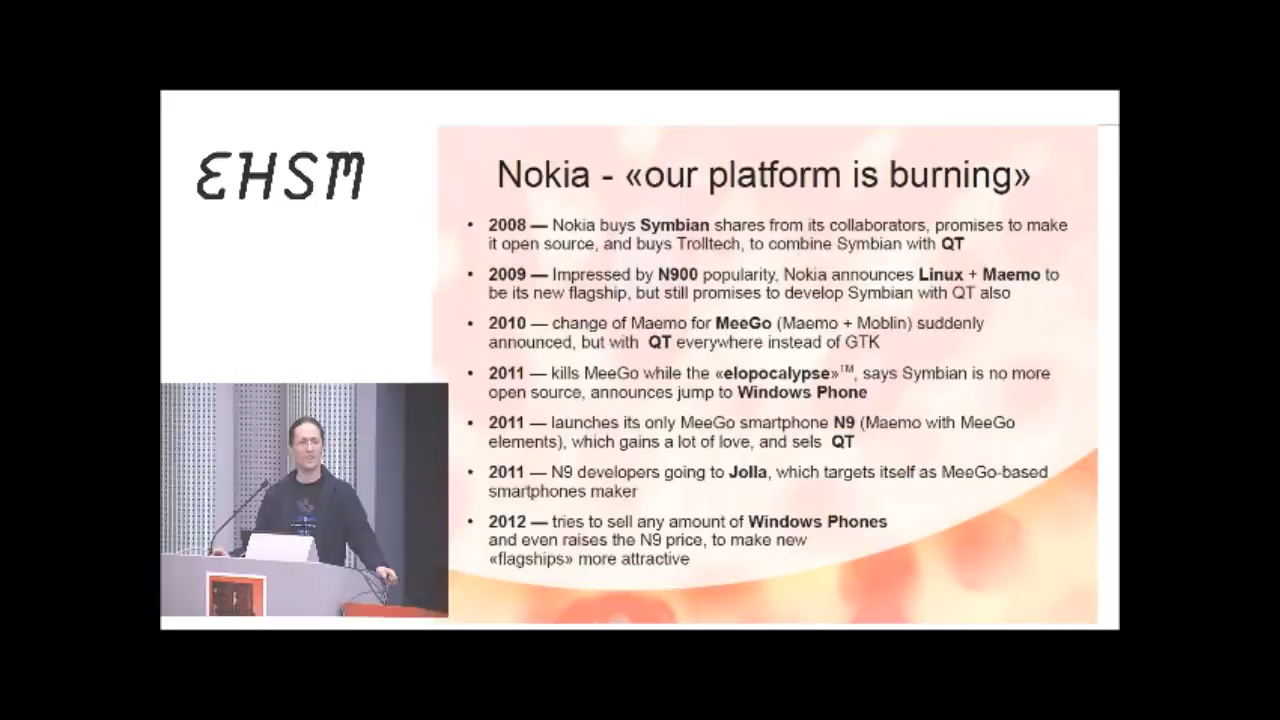 EHSM
Nokia - «our platform is burning»
• 2008 — Nokia buys Symbian shares from its collaborators, promises to make
it open source, and buys Trolltech, to combine Symbian with QT
• 2009 — Impressed by N900 popularity, Nokia announces Linux + Maemo to
be its new flagship, but still promises to develop Symbian with QT also
• 2010 — change of Maemo for MeeGo (Maemo + Moblin) suddenly
announced, but with QT everywhere instead of GTK
• 2011 — kills MeeGo while the «elopocalypse»™, says Symbian is no more
open source, announces jump to Windows Phone
• 2011 — launches its only MeeGo smartphone N9 (Maemo with MeeGo
elements), which gains a lot of love, and sels QT
• 2011 — N9 developers going to Jolla, which targets itself as MeeGo-based
smartphones maker
• 2012 — tries to sell any amount of Windows Phones
and even raises the N9 price, to make new
«flagships» more attractive